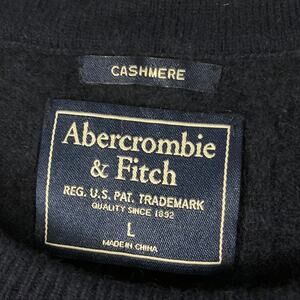 CASHMERE
Abercrombie
& Fitch
REG. U.S. PAT. TRADEMARK
QUALITY SINCE 1892
L
MADE IN CHINA